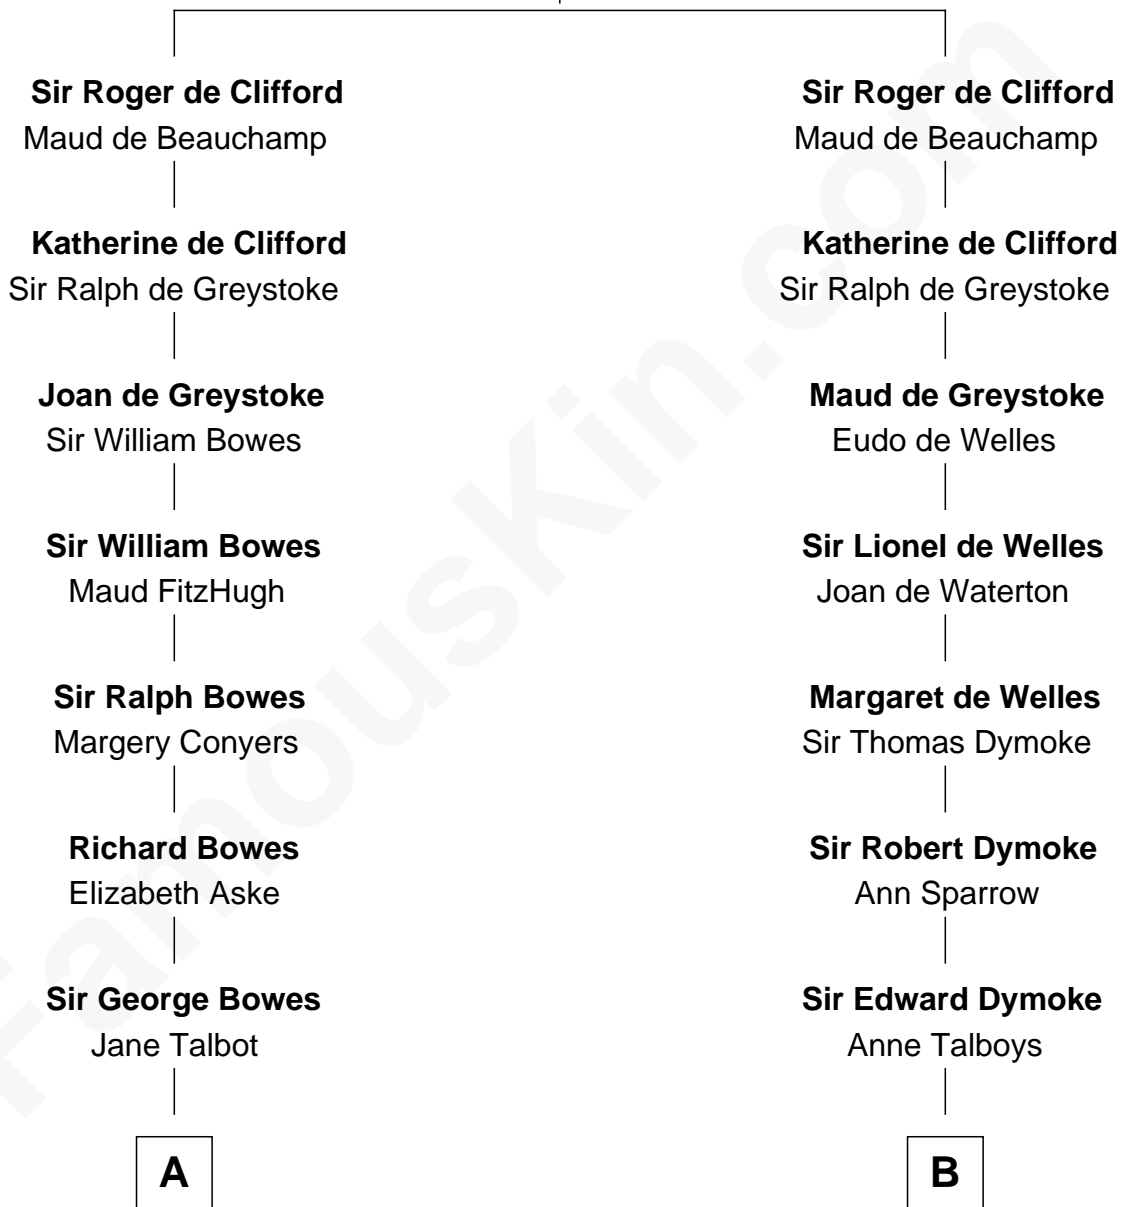 Sir Roger de Clifford
Maud de Beauchamp
Katherine de Clifford
Sir Ralph de Greystoke
Joan de Greystoke
Sir William Bowes
Sir William Bowes
Maud FitzHugh
Sir Ralph Bowes
Margery Conyers
Richard Bowes
Elizabeth Aske
Sir George Bowes
Jane Talbot
A
Sir Roger de Clifford
Maud de Beauchamp
Katherine de Clifford
Sir Ralph de Greystoke
Maud de Greystoke
Eudo de Welles
Sir Lionel de Welles
Joan de Waterton
Margaret de Welles
Sir Thomas Dymoke
Sir Robert Dymoke
Ann Sparrow
Sir Edward Dymoke
Anne Talboys
B
FamousKin.com